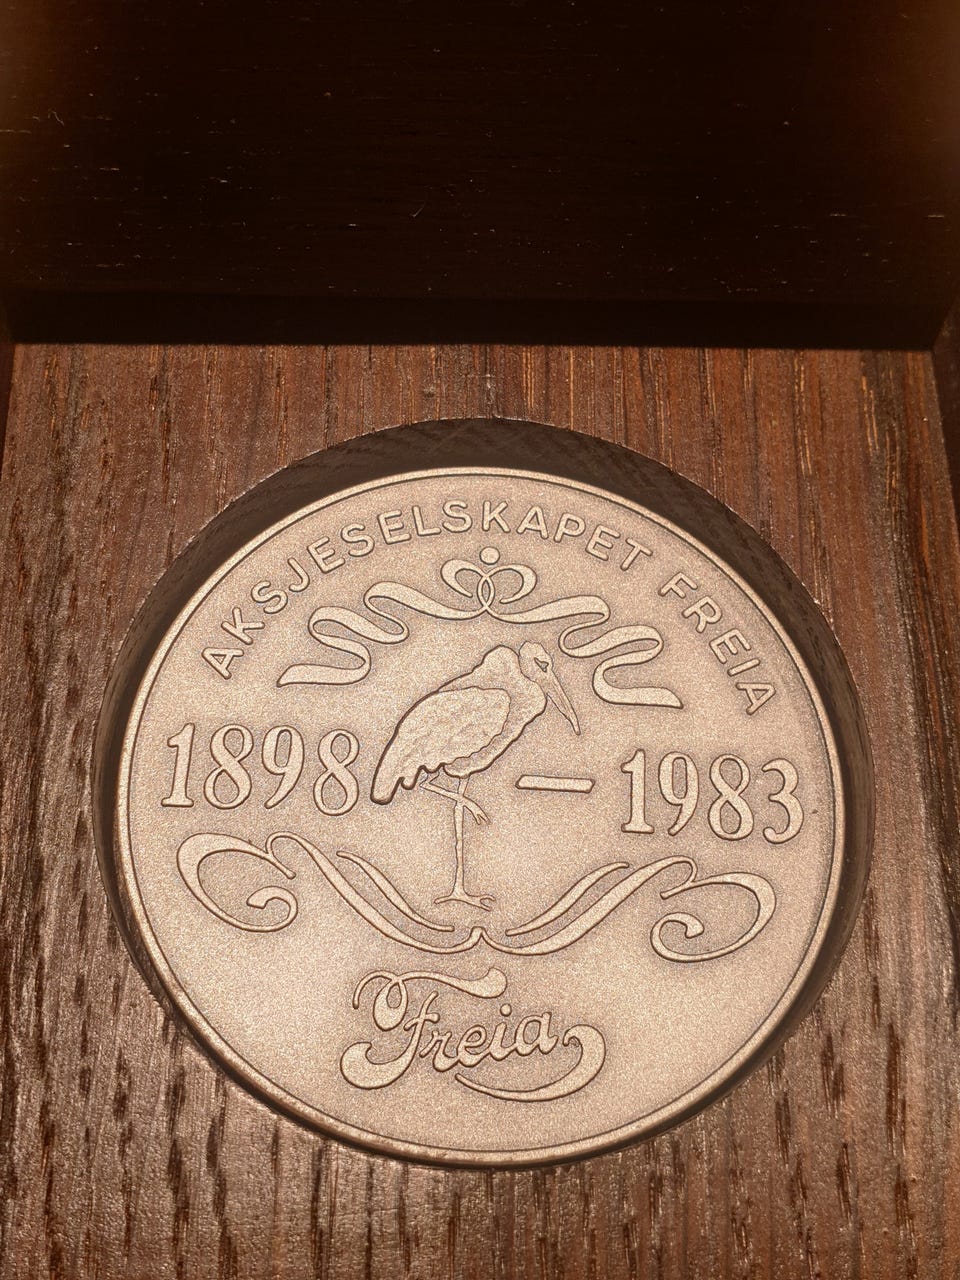 AKSJESELSKAPET FREIA
1898 – 1983
Freia